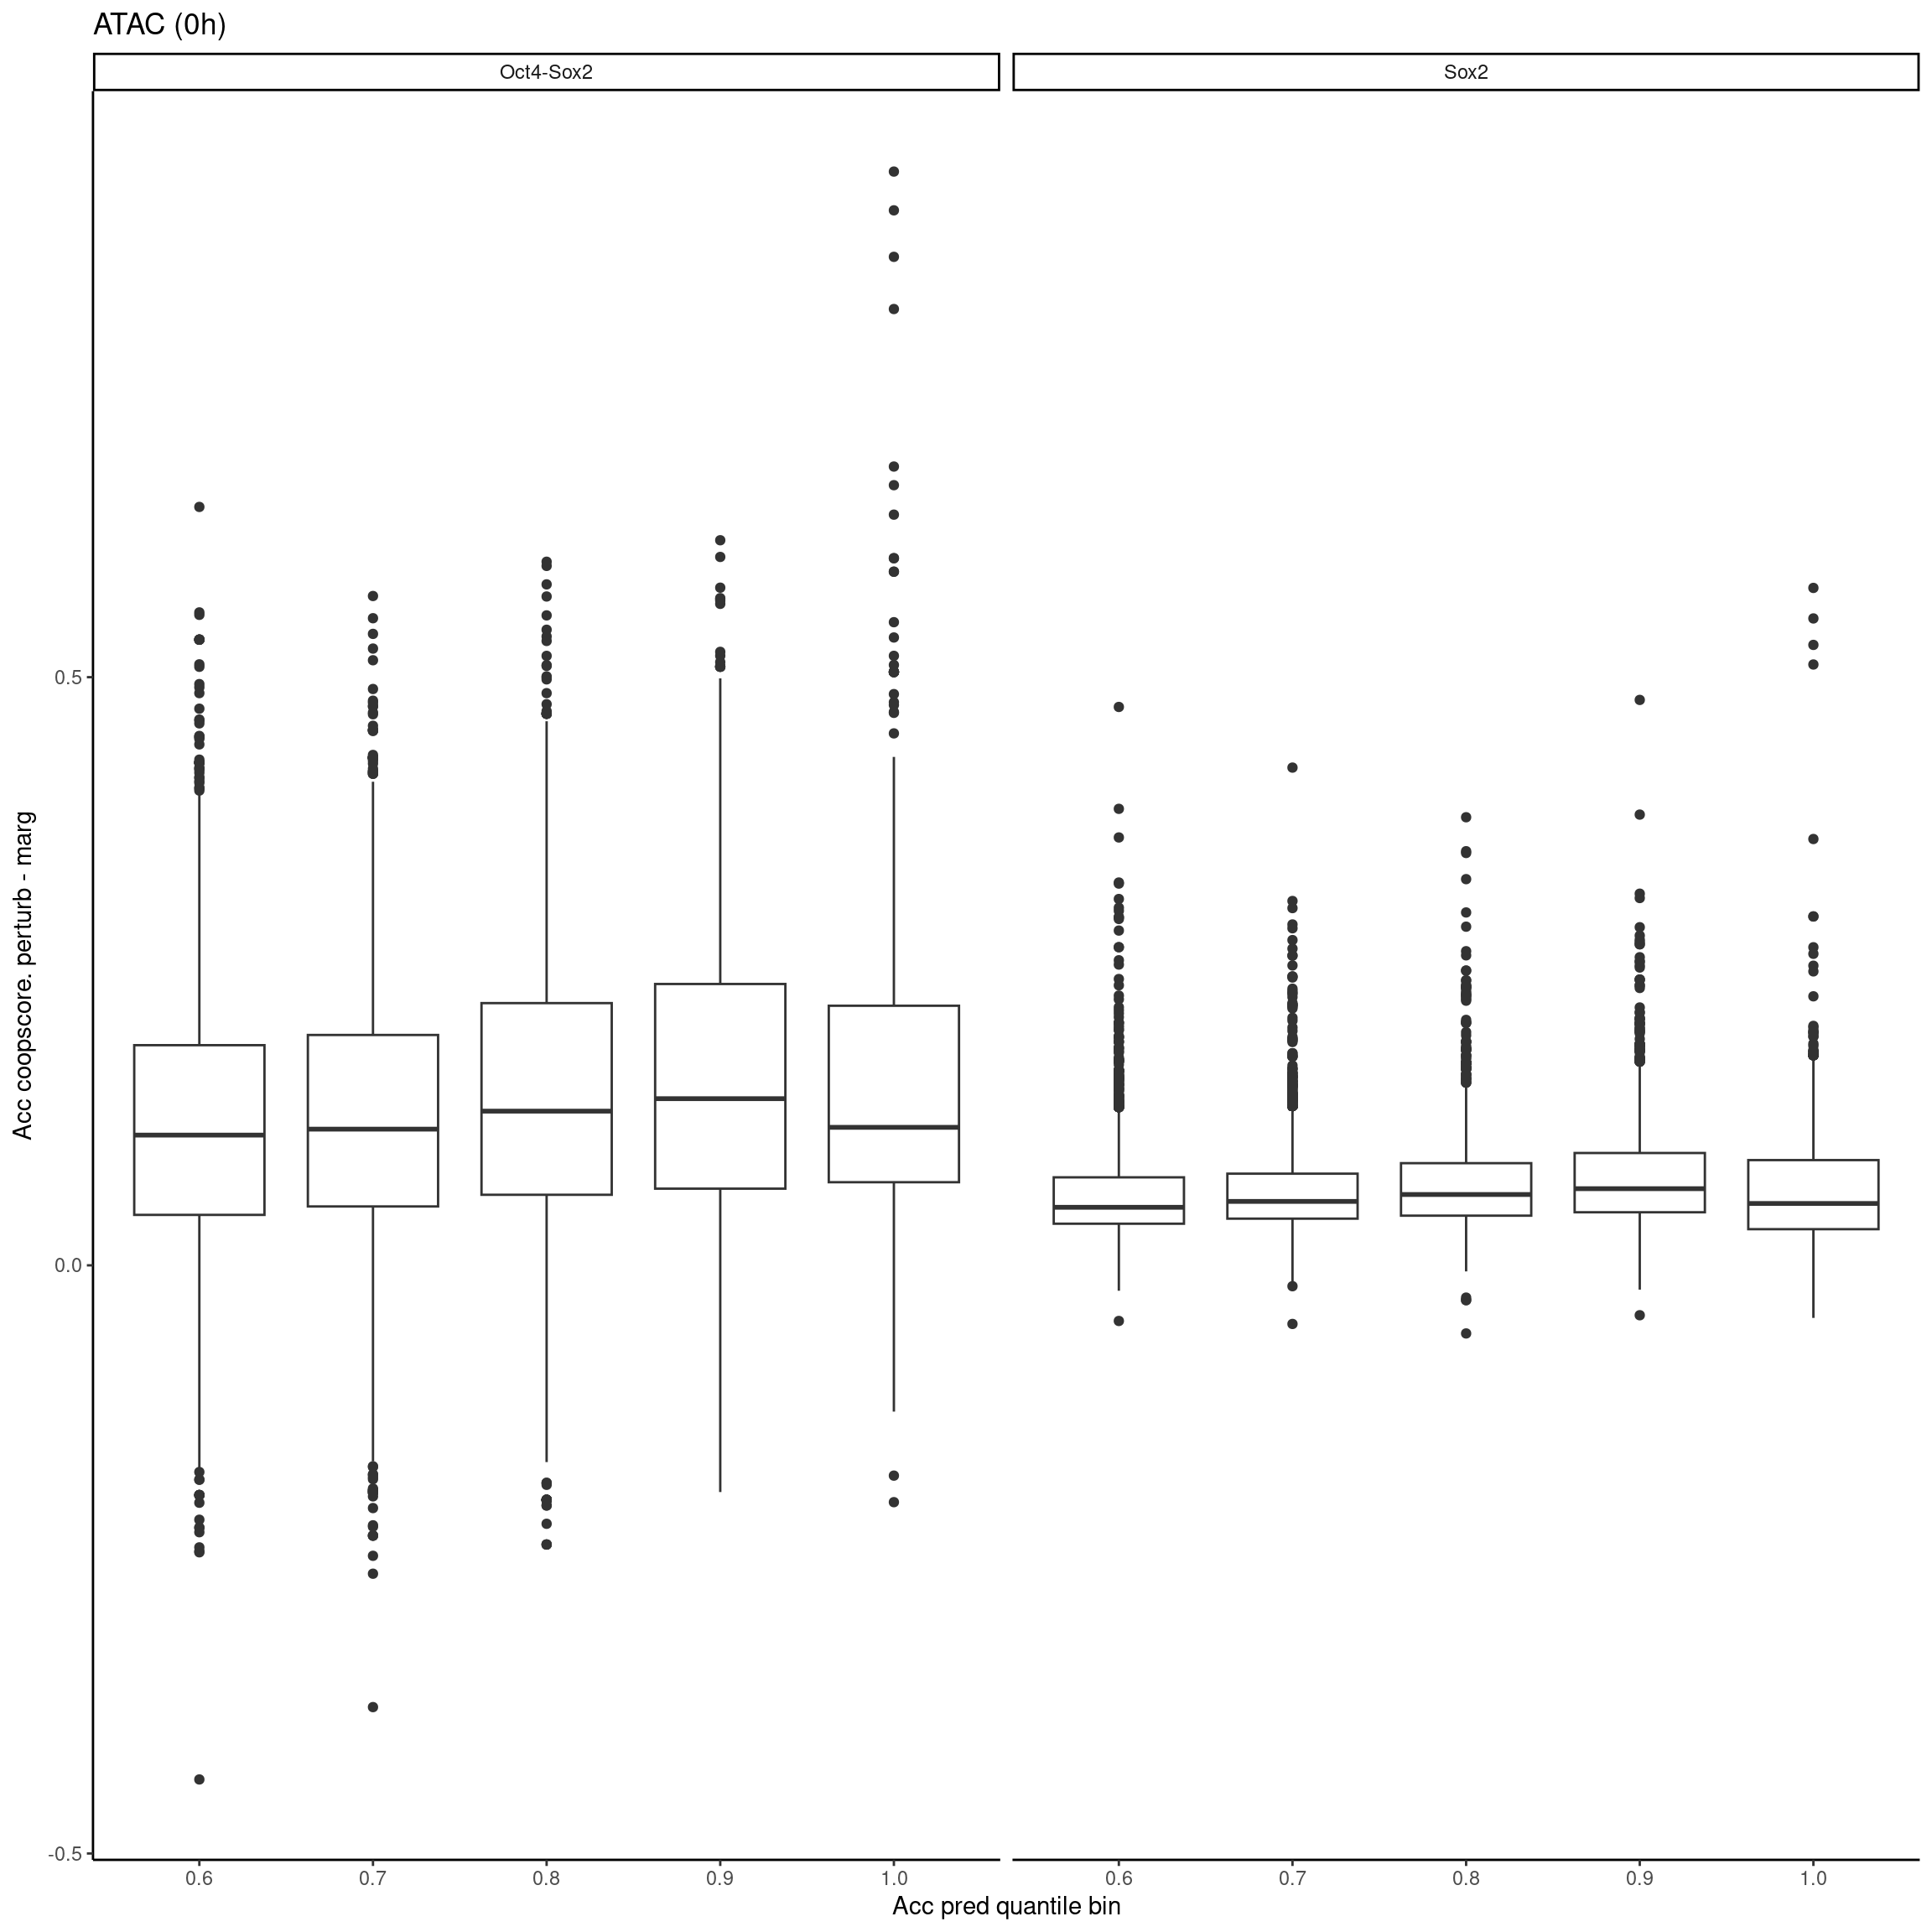 ATAC (0h)
Oct4-Sox2
Sox2
Acc coopscore. perturb - marg
0.5
0.0
-0.5
0.6 0.7 0.8 0.9 1.0
0.6 0.7 0.8 0.9 1.0
Acc pred quantile bin